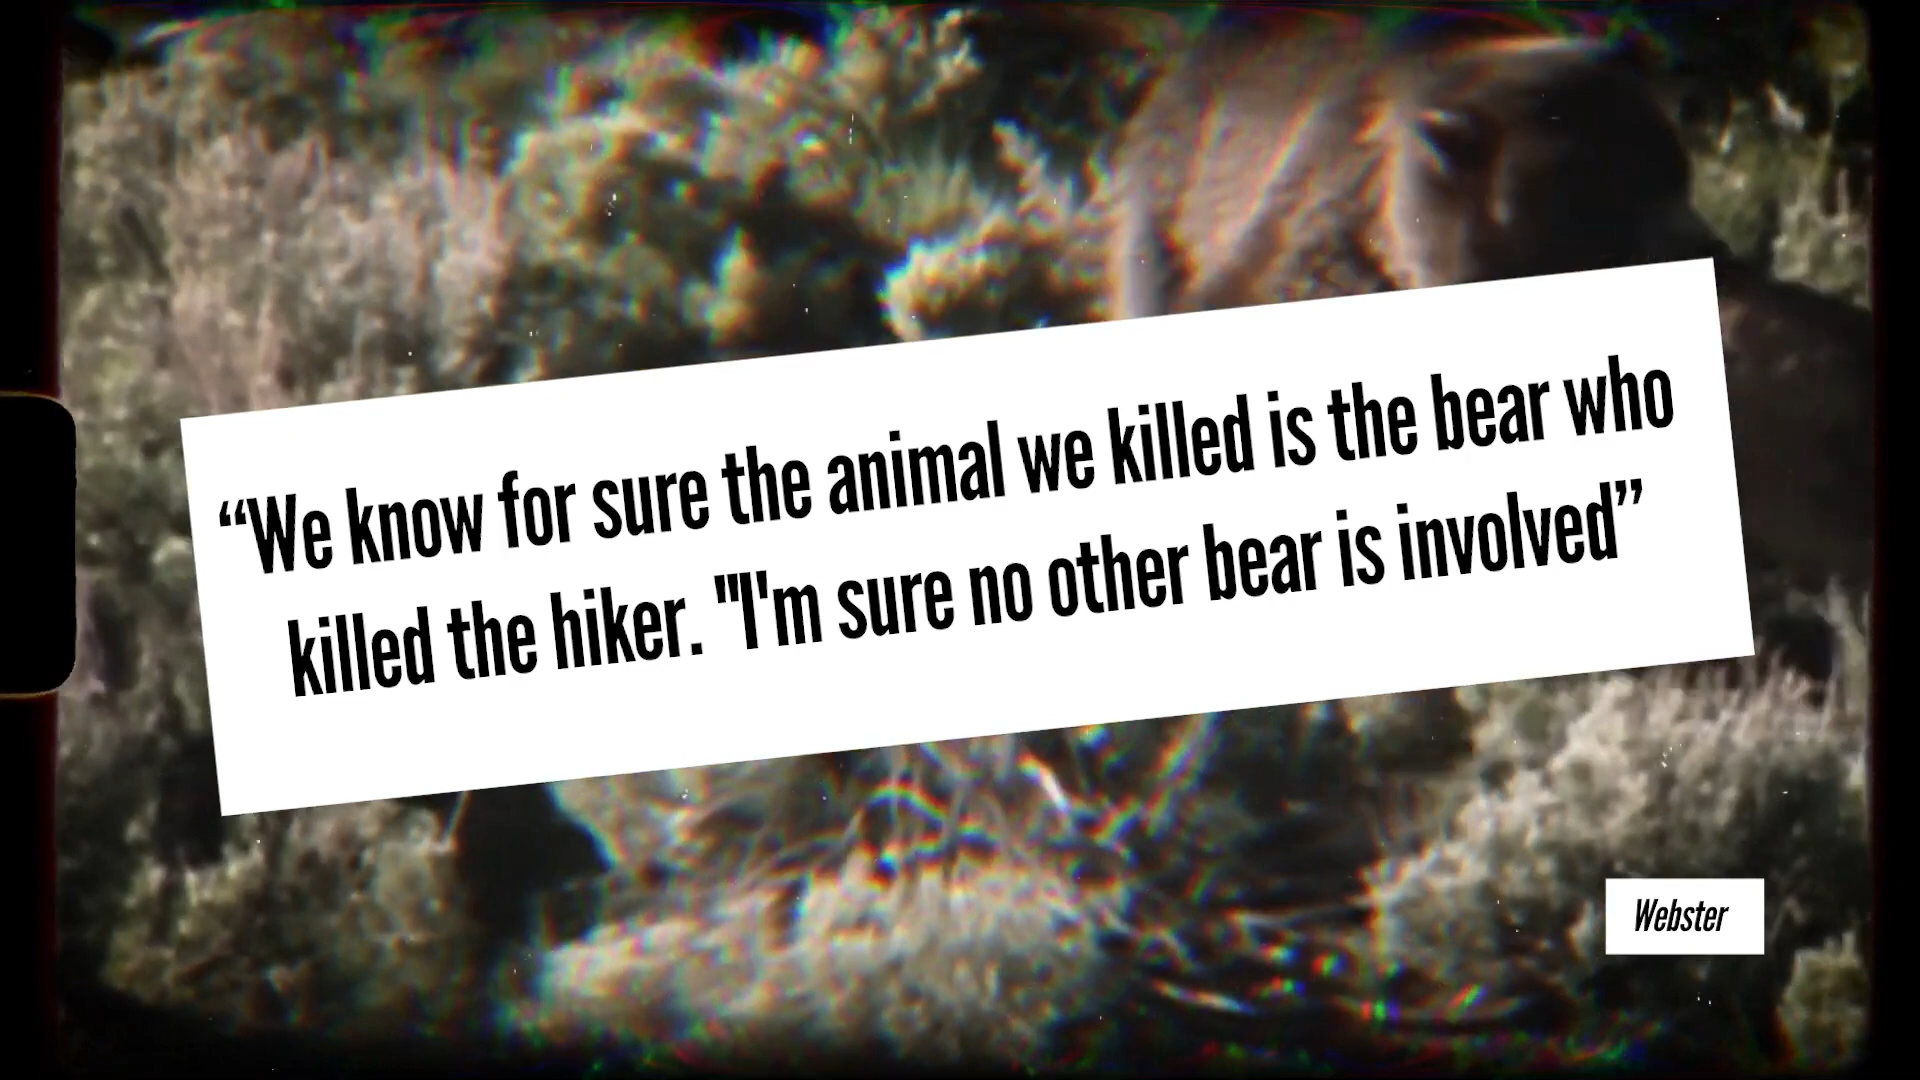 “We know for sure the animal we killed is the bear who
killed the hiker. "I'm sure no other bear is involved”
Webster